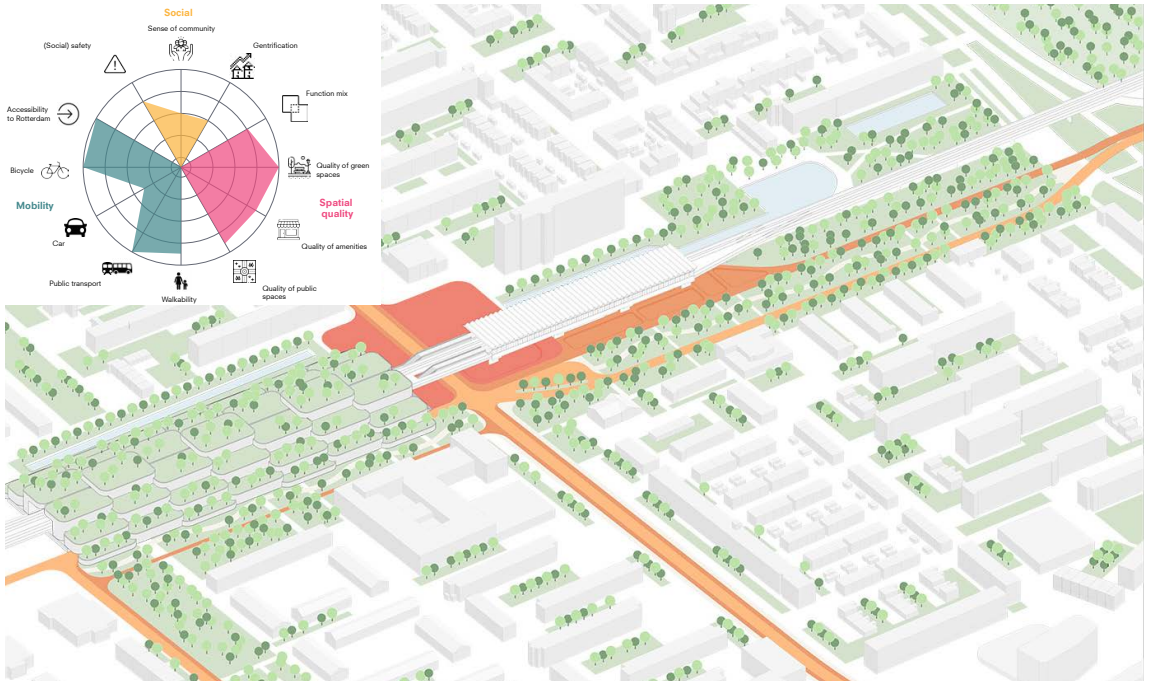 Social
Sense of community
(Social) safety
Gentrification
Function mix
Accessibility
to Rotterdam
Bicycle
Quality of green
spaces
Mobility
Spatial
quality
Car
Quality of amenities
Public transport
Quality of public
spaces
Walkability